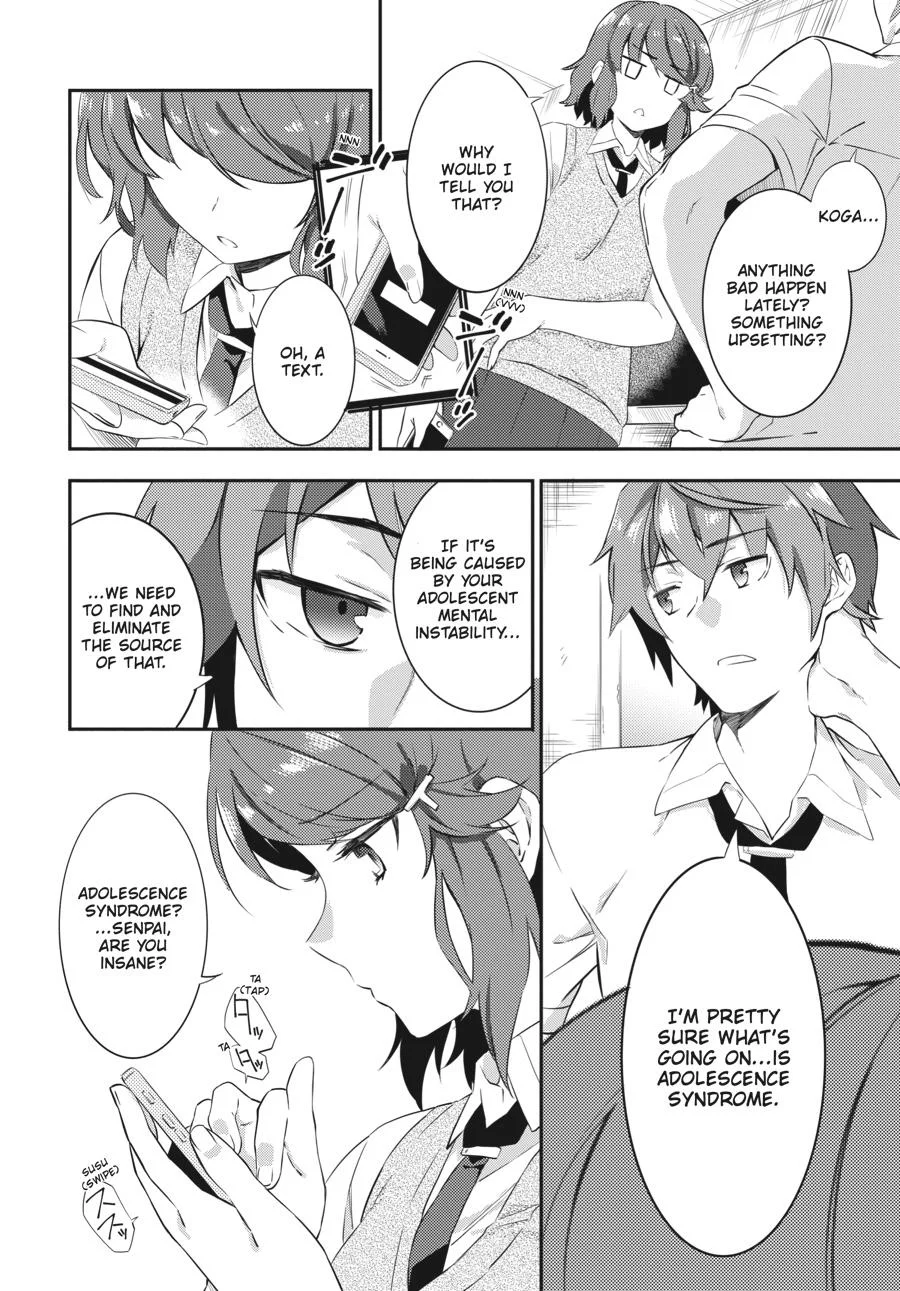 KOGA...
ANYTHING
BAD HAPPEN
LATELY?
SOMETHING
UPSETTING?
WHY
WOULD I
TELL YOU
THAT?
NNN
(VVV)
NNN
OH, A
TEXT.
I'M PRETTY
SURE WHAT'S
GOING ON...IS
ADOLESCENCE
SYNDROME.
IF IT'S
BEING CAUSED
BY YOUR
ADOLESCENT
MENTAL
INSTABILITY...
...WE NEED
TO FIND AND
ELIMINATE
THE SOURCE
OF THAT.
ADOLESCENCE
SYNDROME?
...SENPAI,
ARE YOU
INSANE?
TA
(TAP)
タッ
TA
タッ
SUSU
(SWIPE)
ススッ